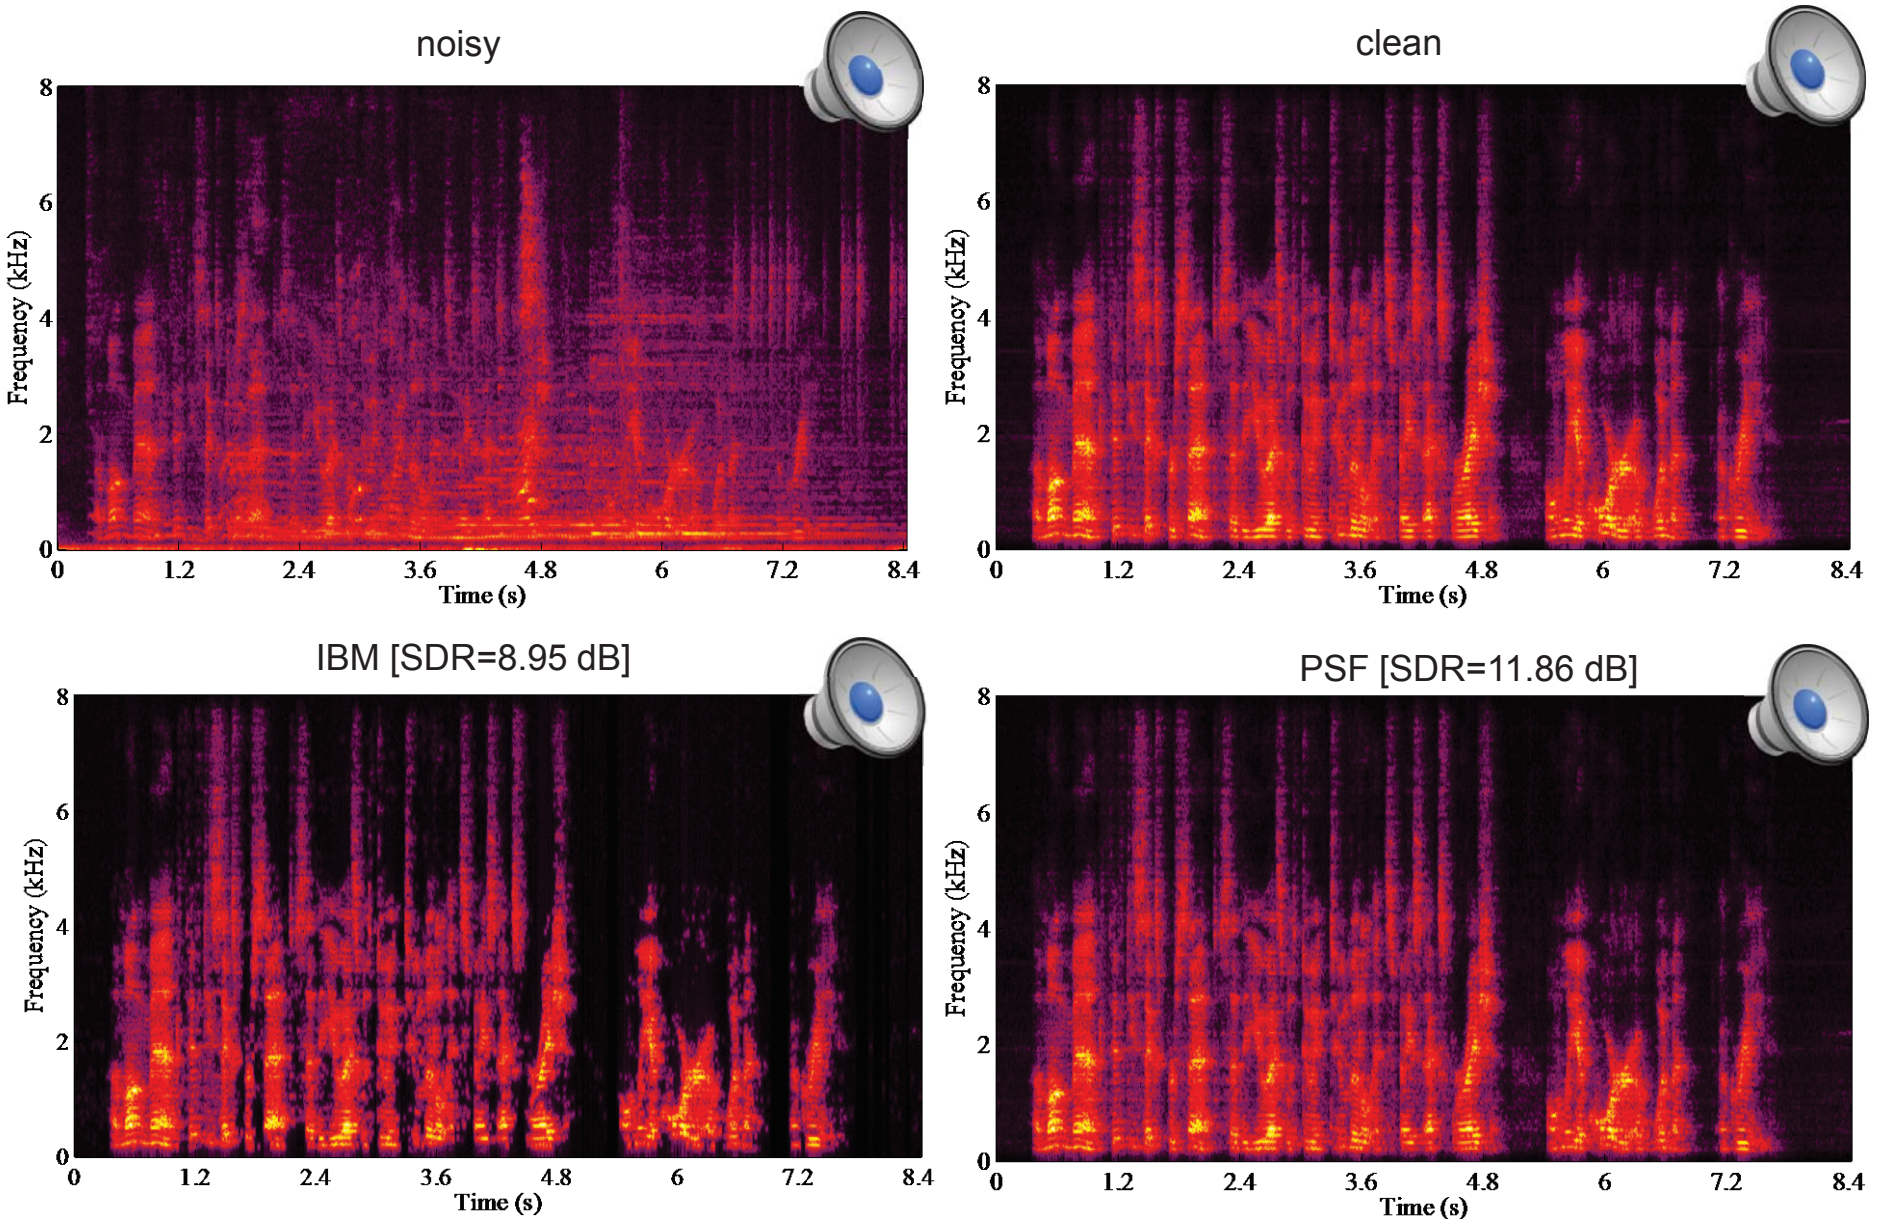 noisy
8
6
4
2
0
Frequency (kHz)
0 1.2 2.4 3.6 4.8 6 7.2 8.4
Time (s)
clean
8
6
4
2
0
Frequency (kHz)
0 1.2 2.4 3.6 4.8 6 7.2 8.4
Time (s)
IBM [SDR=8.95 dB]
8
6
4
2
0
Frequency (kHz)
0 1.2 2.4 3.6 4.8 6 7.2 8.4
Time (s)
PSF [SDR=11.86 dB]
8
6
4
2
0
Frequency (kHz)
0 1.2 2.4 3.6 4.8 6 7.2 8.4
Time (s)